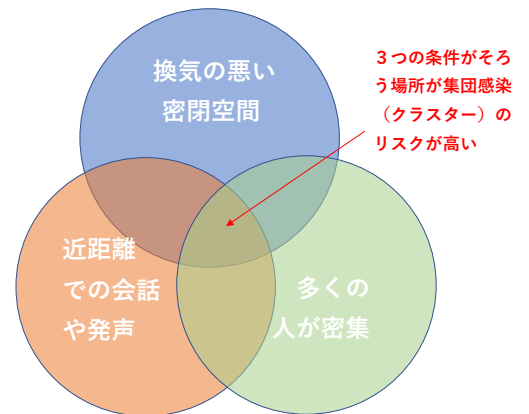 換気の悪い
密閉空間
３つの条件がそろ
う場所が集団感染
（クラスター）の
リスクが高い
近距離
での会話
や発声
多くの
人が密集